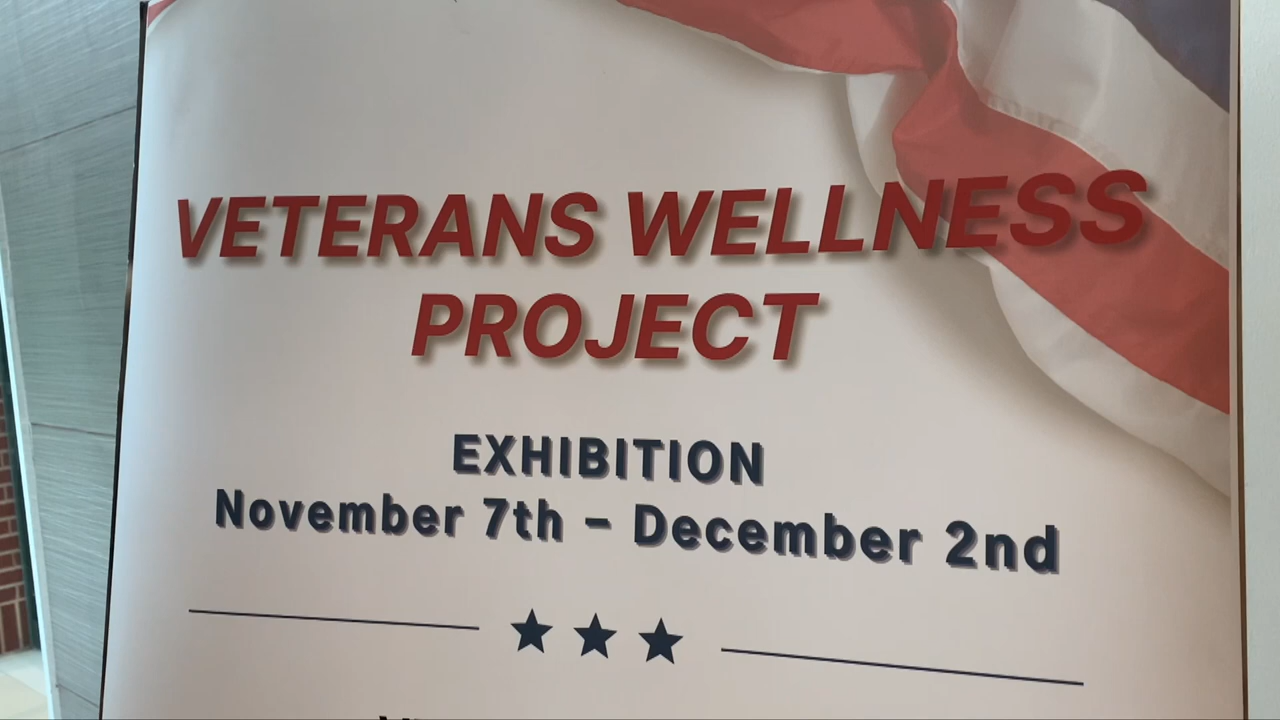 VETERANS WELLNESS
PROJECT
EXHIBITION
November 7th - December 2nd